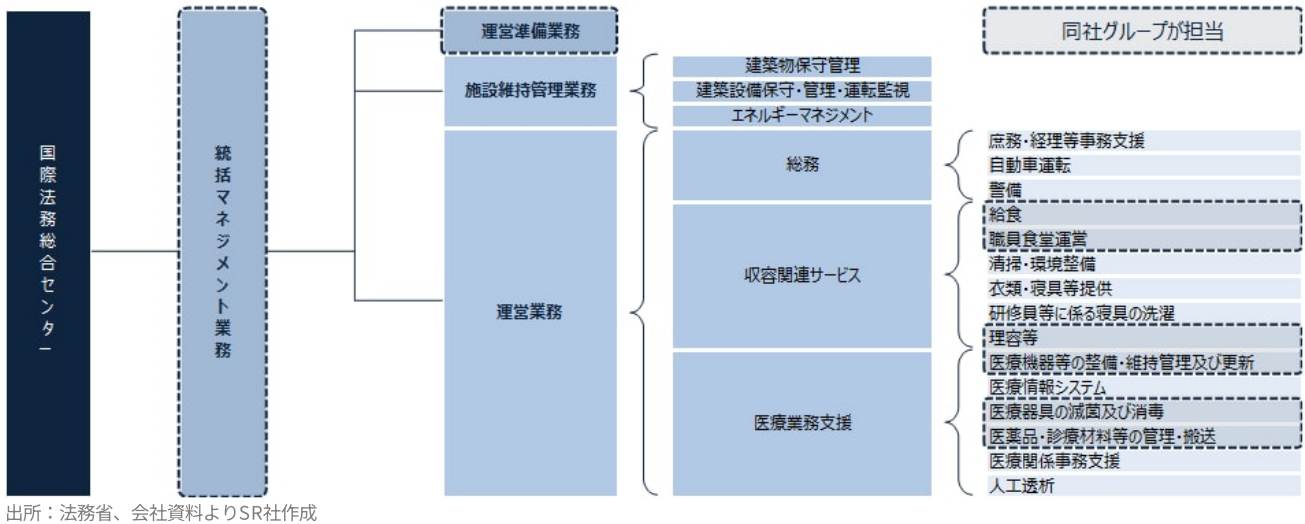 国際法務総合センター
統括マネジメント業務
運営準備業務
施設維持管理業務
運営業務
建築物保守管理
建築設備保守・管理・運転監視
エネルギーマネジメント
総務
収容関連サービス
医療業務支援
同社グループが担当
庶務・経理等事務支援
自動車運転
警備
給食
職員食堂運営
清掃・環境整備
衣類・寝具等提供
研修員等に係る寝具の洗濯
理容等
医療機器等の整備・維持管理及び更新
医療情報システム
医療器具の滅菌及び消毒
医薬品・診療材料等の管理・搬送
医療関係事務支援
人工透析
出所：法務省、会社資料よりSR社作成